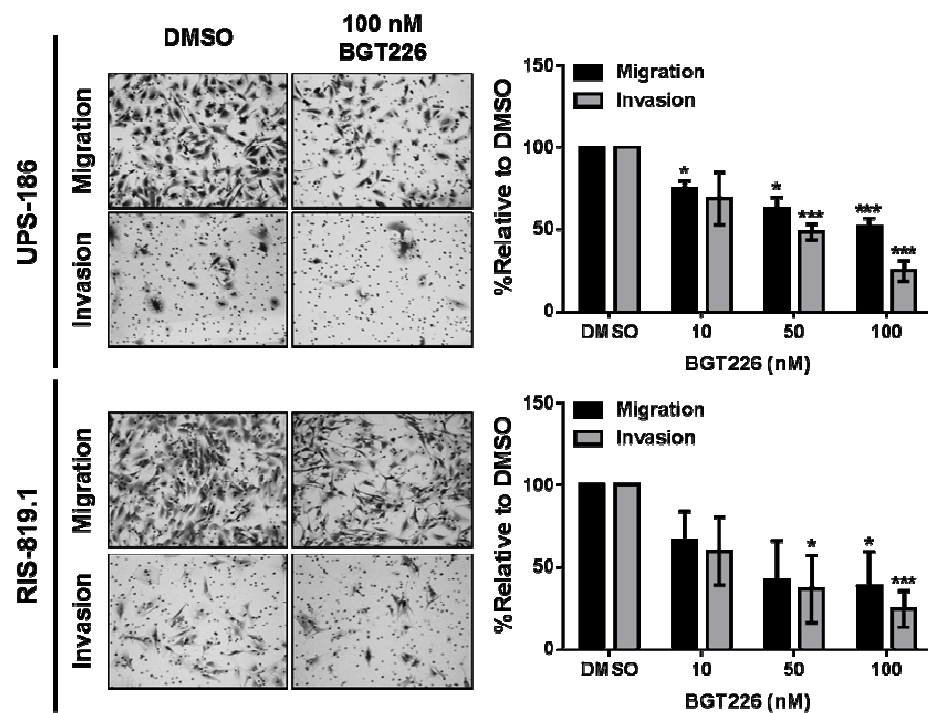 DMSO
100 nM
BGT226
UPS-186
Migration
Invasion
150
100
50
0
%Relative to DMSO
Migration
Invasion
*
*
***
***
***
DMSO
10
50
100
BGT226 (nM)
RIS-819.1
Migration
Invasion
150
100
50
0
%Relative to DMSO
Migration
Invasion
*
*
***
DMSO
10
50
100
BGT226 (nM)